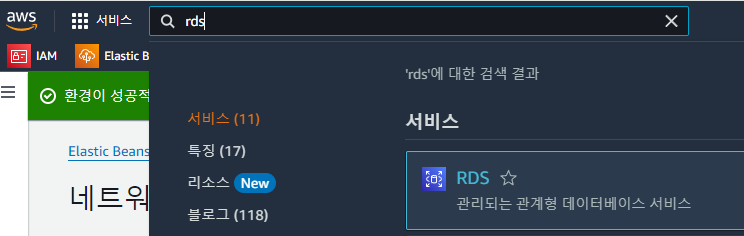 aws 서비스 rds
IAM Elastic B
'rds'에 대한 검색 결과
환경이 성공적
서비스 (11)
서비스
Elastic Beans
특징 (17)
네트워
리소스 New
RDS
블로그 (118)
관리되는 관계형 데이터베이스 서비스